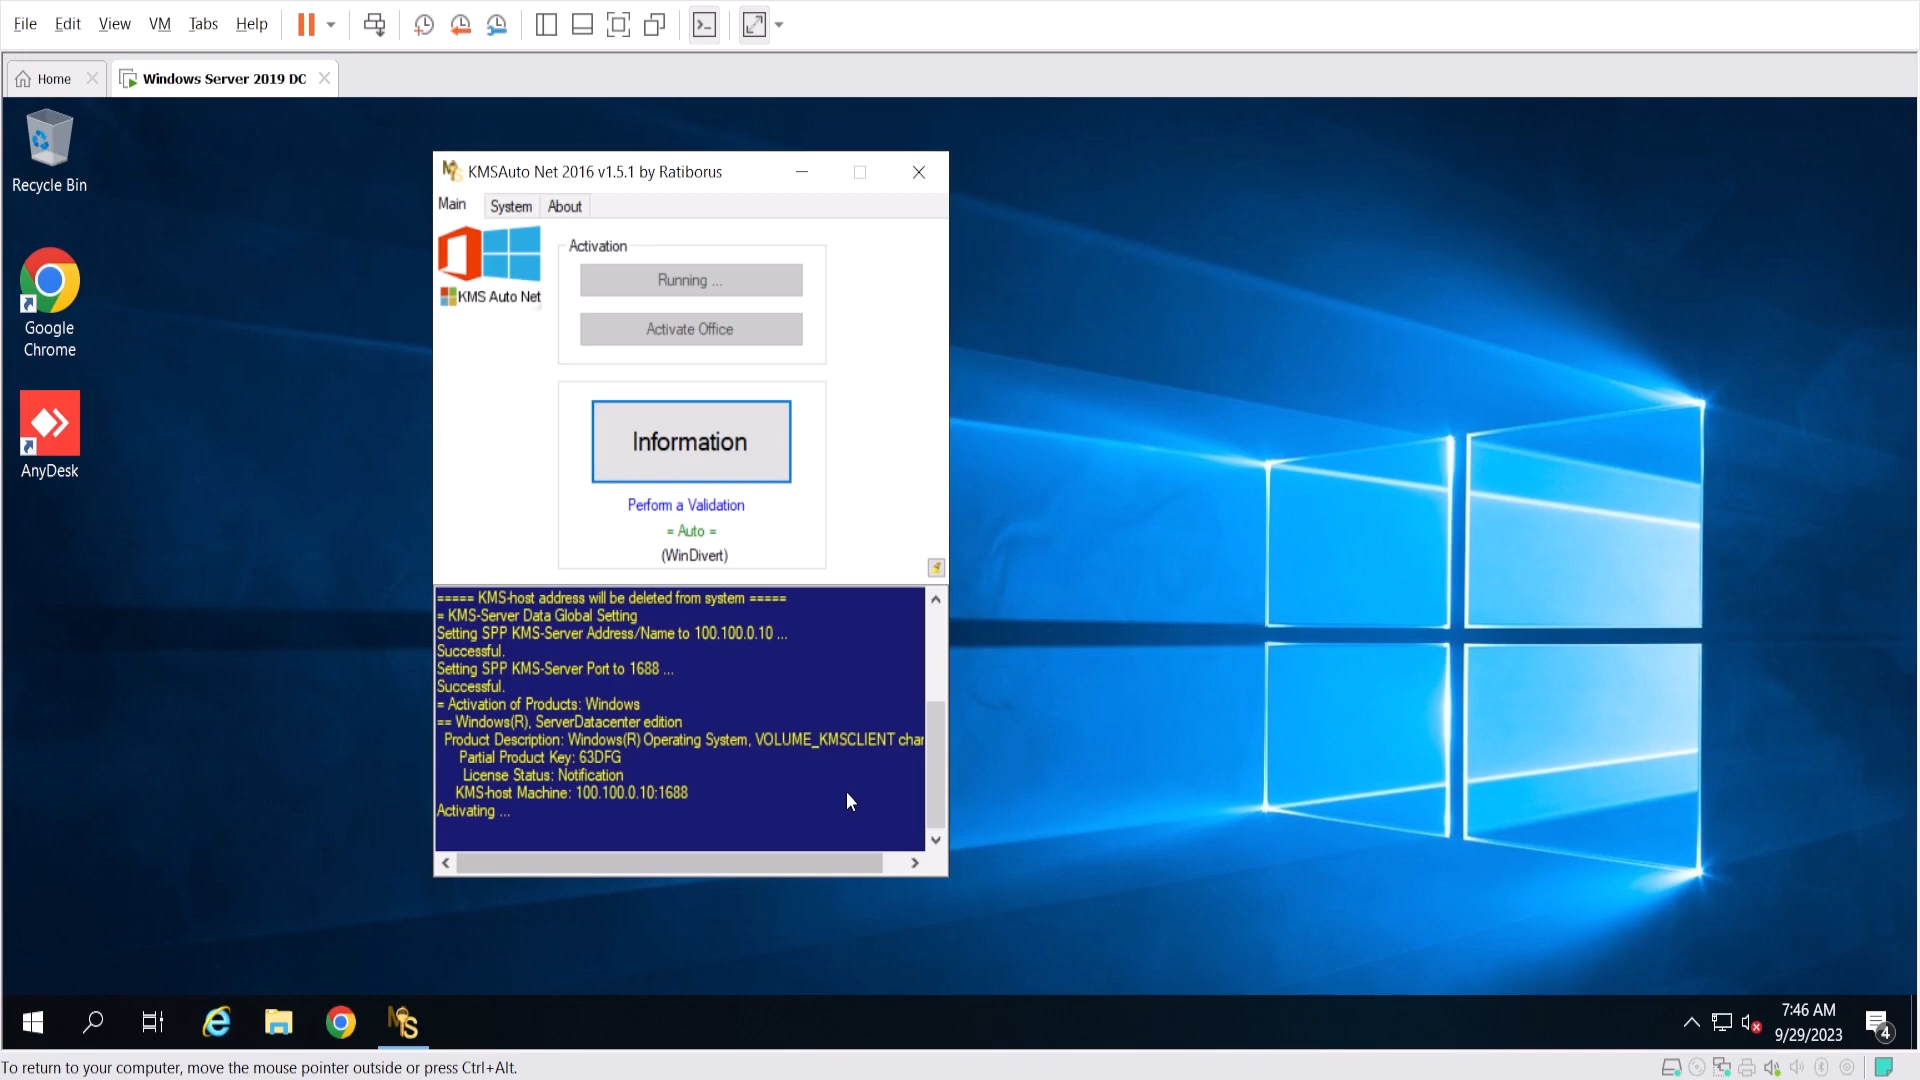 File Edit View VM Tabs Help
Home
Windows Server 2019 DC
Recycle Bin
Google
Chrome
AnyDesk
KMSAuto Net 2016 v1.5.1 by Ratiborus
Main System About
KMS Auto Net
Activation
Running ...
Activate Office
Information
Perform a Validation
= Auto =
(WinDivert)
===== KMS-host address will be deleted from system =====
= KMS-Server Data Global Setting
Setting SPP KMS-Server Address/Name to 100.100.0.10 ...
Successful.
Setting SPP KMS-Server Port to 1688 ...
Successful.
= Activation of Products: Windows
== Windows(R), ServerDatacenter edition
Product Description: Windows(R) Operating System, VOLUME_KMSCLIENT chan
Partial Product Key: 63DFG
License Status: Notification
KMS-host Machine: 100.100.0.10:1688
Activating ...
7:46 AM
9/29/2023
4
To return to your computer, move the mouse pointer outside or press Ctrl+Alt.